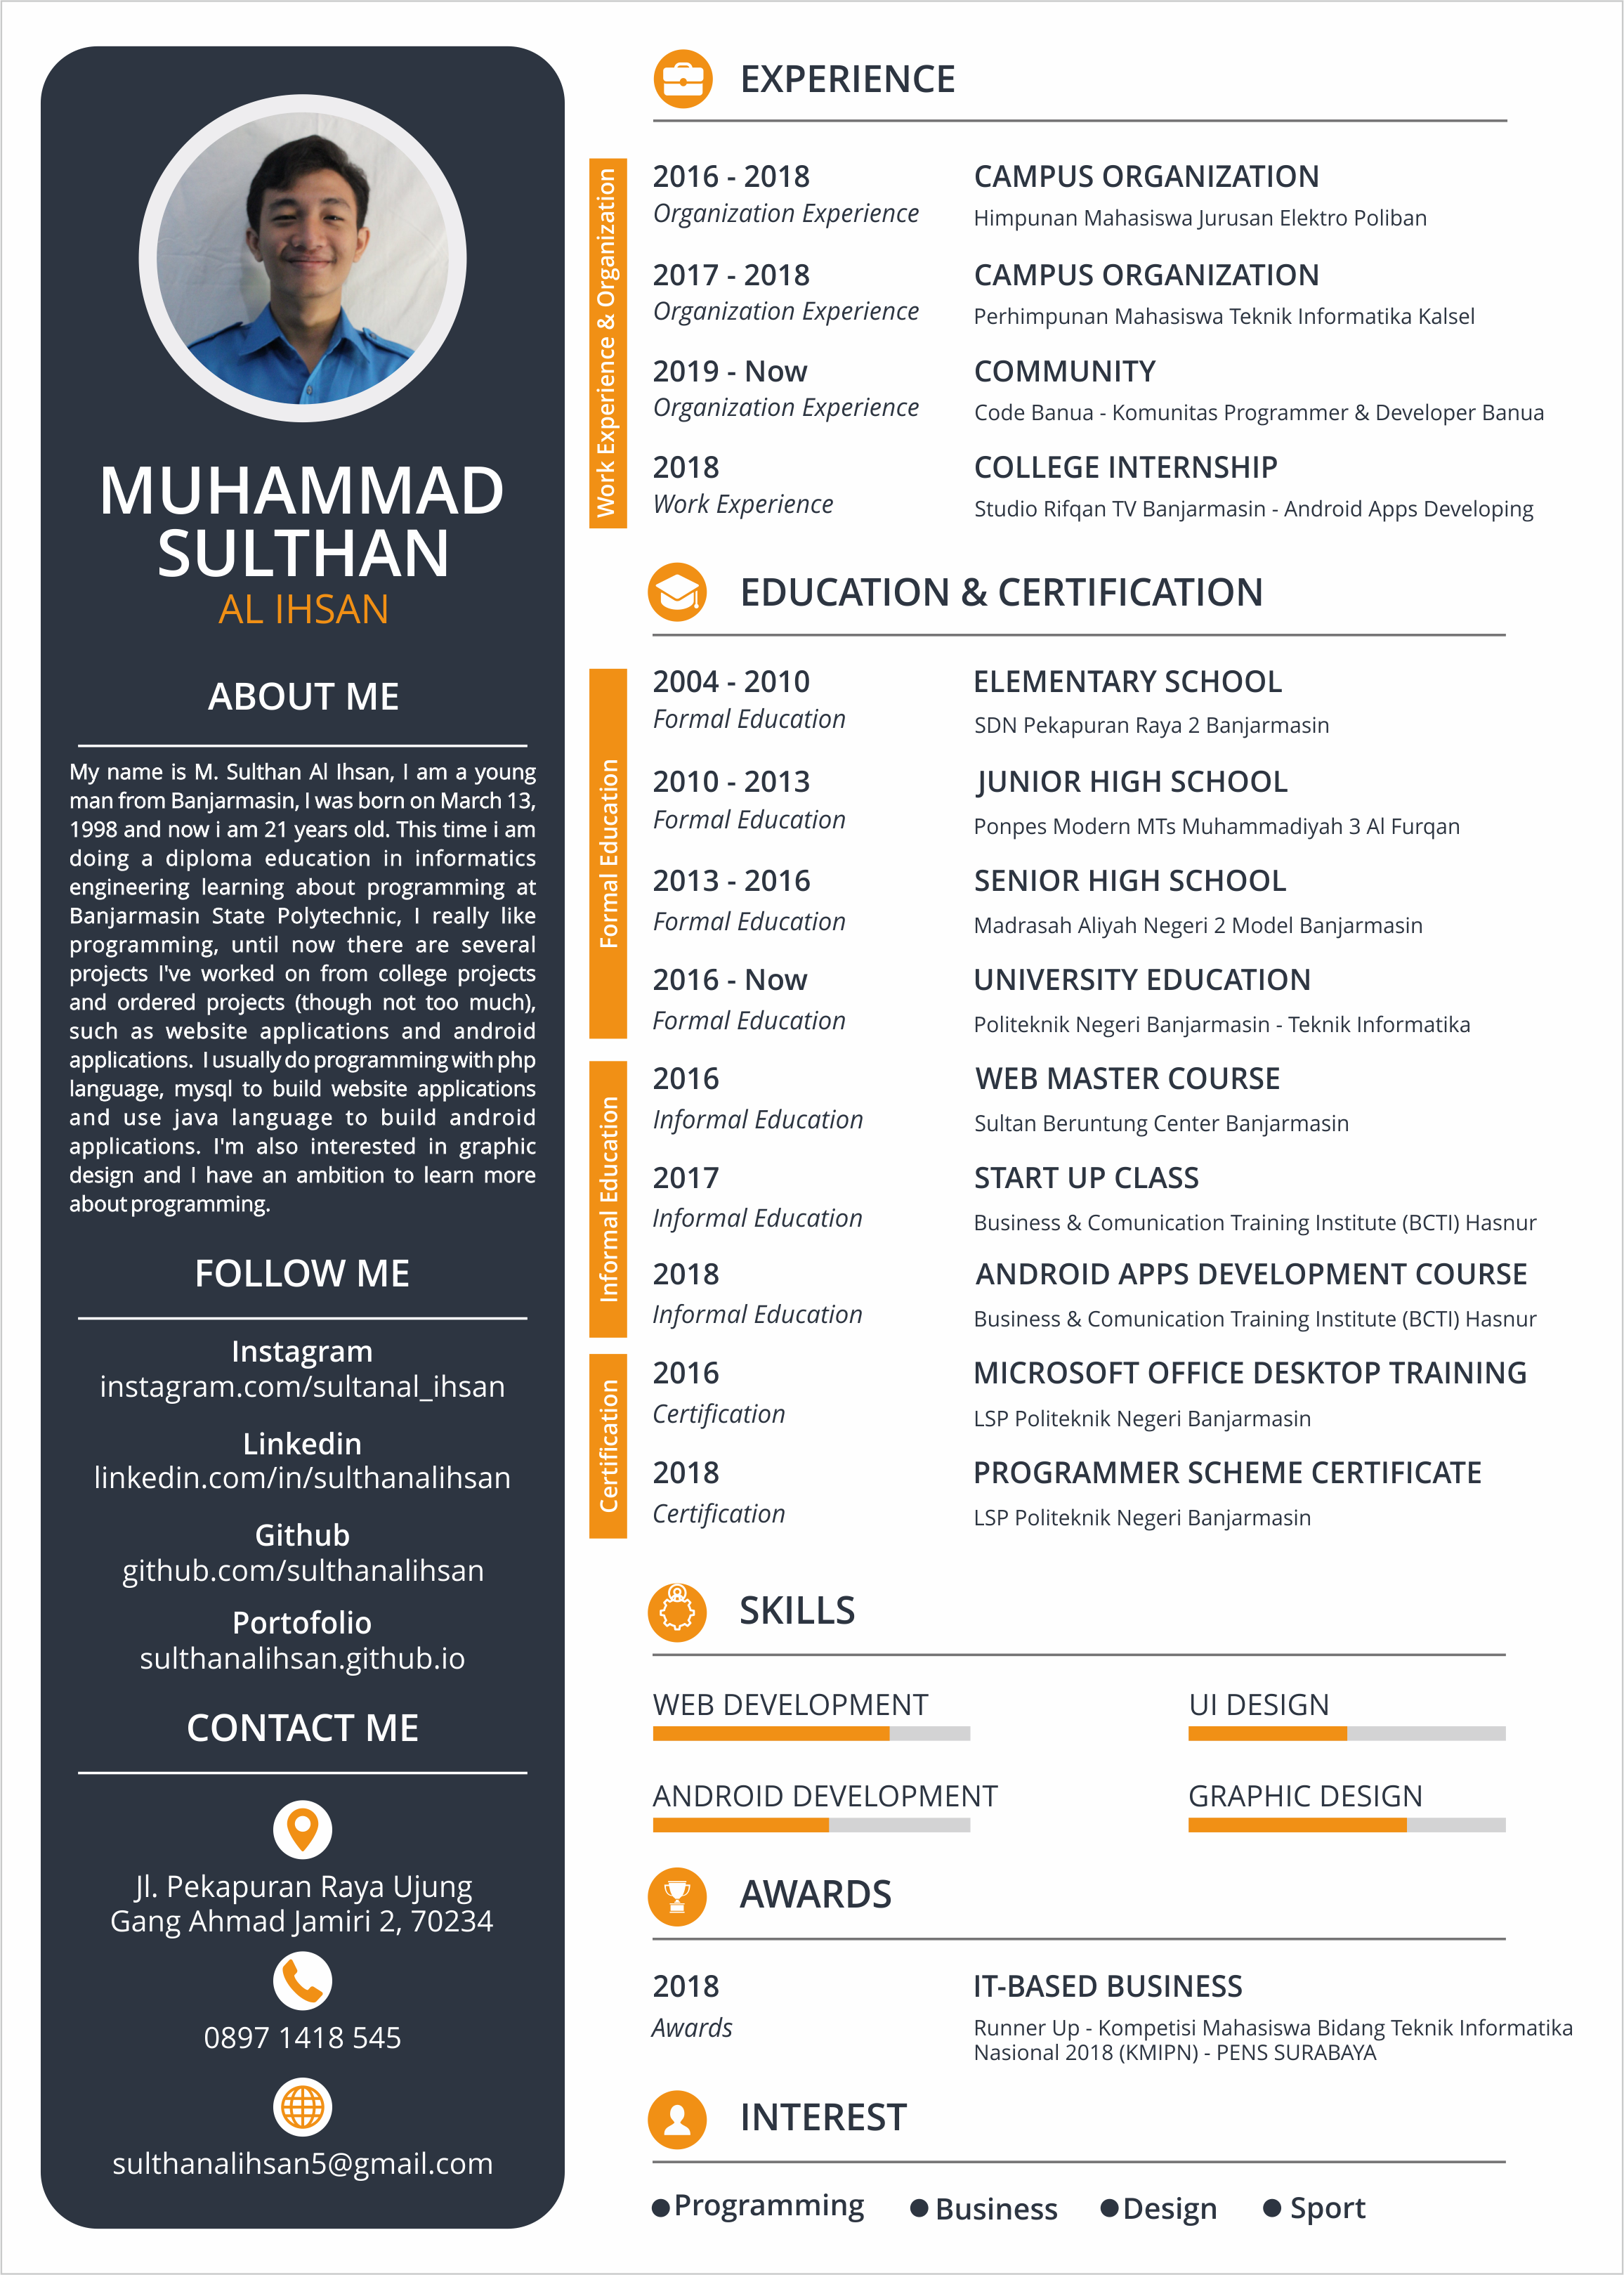 MUHAMMAD
SULTHAN
AL IHSAN
ABOUT ME
My name is M. Sulthan Al Ihsan, I am a young
man from Banjarmasin, I was born on March 13,
1998 and now i am 21 years old. This time i am
doing a diploma education in informatics
engineering learning about programming at
Banjarmasin State Polytechnic, I really like
programming, until now there are several
projects I've worked on from college projects
and ordered projects (though not too much),
such as website applications and android
applications. I usually do programming with php
language, mysql to build website applications
and use java language to build android
applications. I'm also interested in graphic
design and I have an ambition to learn more
about programming.
FOLLOW ME
Instagram
instagram.com/sultanal_ihsan
Linkedin
linkedin.com/in/sulthanalihsan
Github
github.com/sulthanalihsan
Portofolio
sulthanalihsan.github.io
CONTACT ME
Jl. Pekapuran Raya Ujung
Gang Ahmad Jamiri 2, 70234
0897 1418 545
sulthanalihsan5@gmail.com
EXPERIENCE
Work Experience & Organization
2016 - 2018 CAMPUS ORGANIZATION
Organization Experience Himpunan Mahasiswa Jurusan Elektro Poliban
2017 - 2018 CAMPUS ORGANIZATION
Organization Experience Perhimpunan Mahasiswa Teknik Informatika Kalsel
2019 - Now COMMUNITY
Organization Experience Code Banua - Komunitas Programmer & Developer Banua
2018 COLLEGE INTERNSHIP
Work Experience Studio Rifqan TV Banjarmasin - Android Apps Developing
EDUCATION & CERTIFICATION
Formal Education
2004 - 2010 ELEMENTARY SCHOOL
Formal Education SDN Pekapuran Raya 2 Banjarmasin
2010 - 2013 JUNIOR HIGH SCHOOL
Formal Education Ponpes Modern MTs Muhammadiyah 3 Al Furqan
2013 - 2016 SENIOR HIGH SCHOOL
Formal Education Madrasah Aliyah Negeri 2 Model Banjarmasin
2016 - Now UNIVERSITY EDUCATION
Formal Education Politeknik Negeri Banjarmasin - Teknik Informatika
Informal Education
2016 WEB MASTER COURSE
Informal Education Sultan Beruntung Center Banjarmasin
2017 START UP CLASS
Informal Education Business & Comunication Training Institute (BCTI) Hasnur
2018 ANDROID APPS DEVELOPMENT COURSE
Informal Education Business & Comunication Training Institute (BCTI) Hasnur
Certification
2016 MICROSOFT OFFICE DESKTOP TRAINING
Certification LSP Politeknik Negeri Banjarmasin
2018 PROGRAMMER SCHEME CERTIFICATE
Certification LSP Politeknik Negeri Banjarmasin
SKILLS
WEB DEVELOPMENT UI DESIGN
ANDROID DEVELOPMENT GRAPHIC DESIGN
AWARDS
2018 IT-BASED BUSINESS
Awards Runner Up - Kompetisi Mahasiswa Bidang Teknik Informatika
Nasional 2018 (KMIPN) - PENS SURABAYA
INTEREST
●Programming ●Business ●Design ● Sport